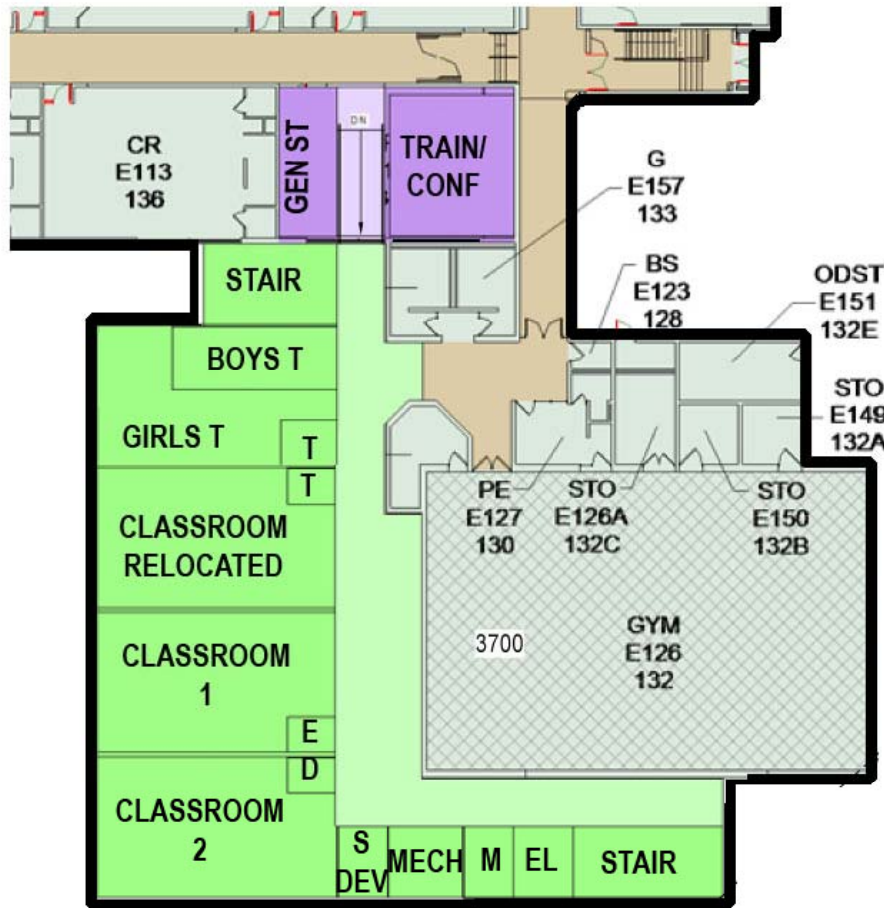 CR
E113
136
GEN ST
DN
TRAIN/
CONF
G
E157
133
BS
E123
128
ODST
E151
132E
STO
E149
132A
STAIR
BOYS T
GIRLS T
T
T
CLASSROOM
RELOCATED
PE
E127
130
STO
E126A
132C
STO
E150
132B
CLASSROOM
1
3700
GYM
E126
132
E
D
CLASSROOM
2
S
DEV
MECH
M
EL
STAIR